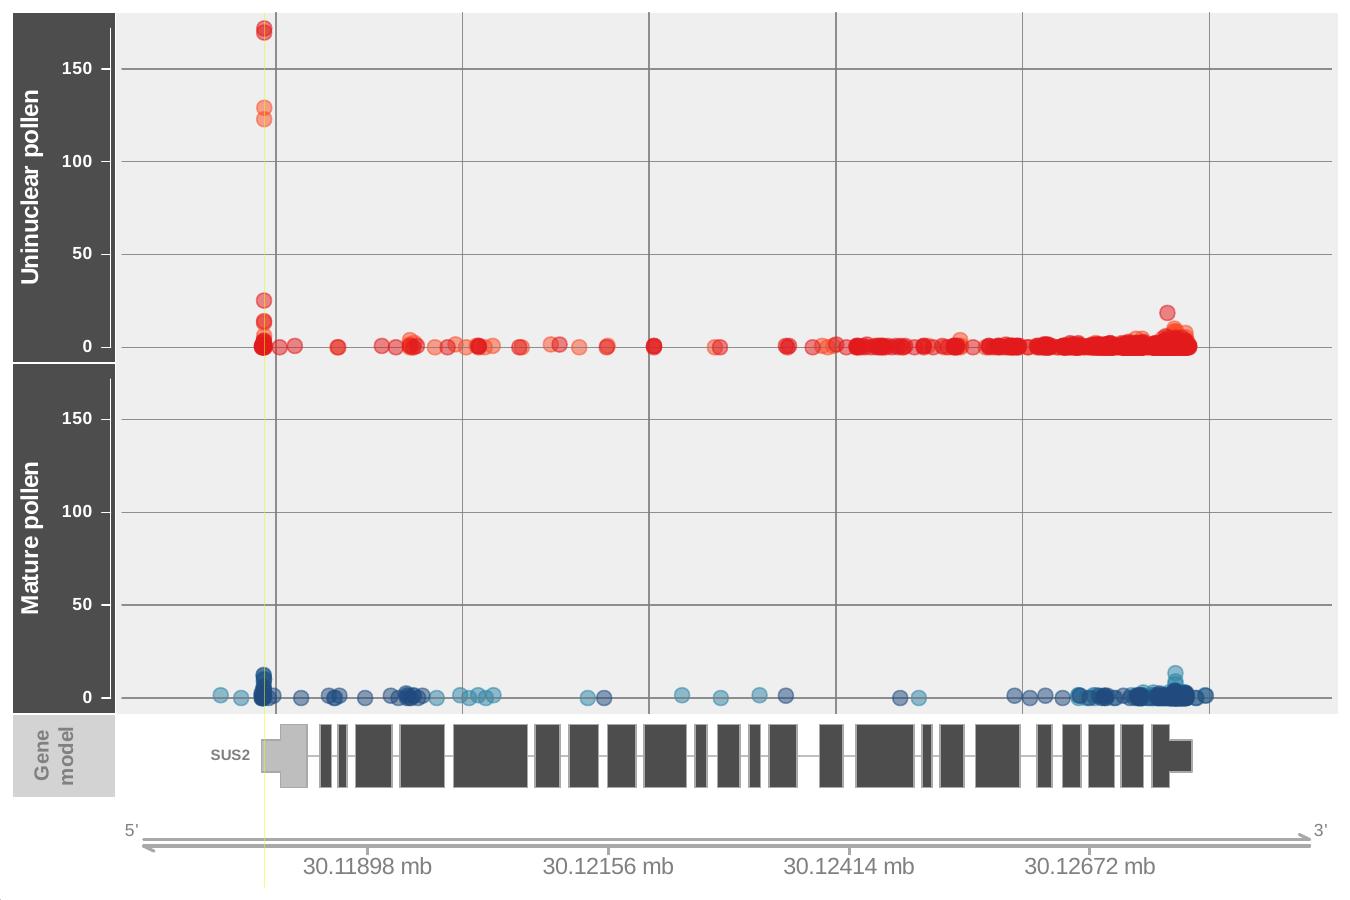 Uninuclear pollen
150
100
50
0
Mature pollen
150
100
50
0
Gene
model
SUS2
5'
3'
30.11898 mb
30.12156 mb
30.12414 mb
30.12672 mb